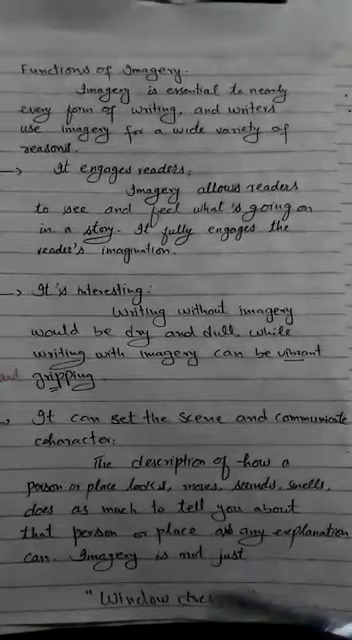 Functions of Imagery:
Imagery is essential to nearly
every form of writing, and writers
use imagery for a wide variety of
reasons.
→ It engages readers:
Imagery allows readers
to see and feel what's going on
in a story. It fully engages the
reader's imagination.
→ It's interesting:
Writing without imagery
would be dry and dull, while
writing with imagery can be vibrant
and gripping.
→ It can set the scene and communicate
character:
The description of how a
person or place looks, moves, sounds, smells,
does as much to tell you about
that person or place as any explanation
can. Imagery is not just
"Window